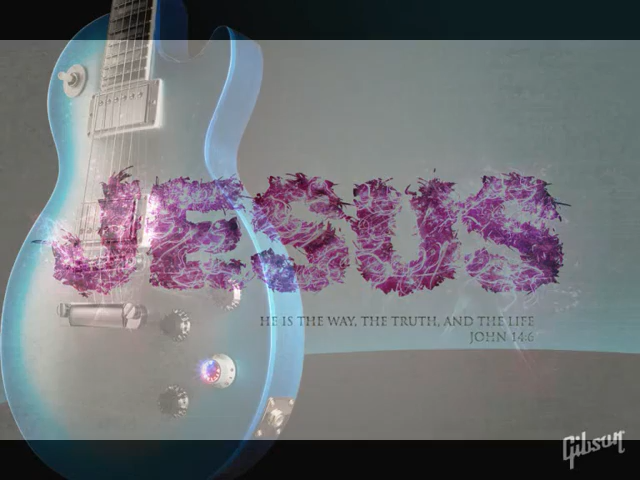 JESUS
HE IS THE WAY, THE TRUTH, AND THE LIFE
JOHN 14:6
Gibson